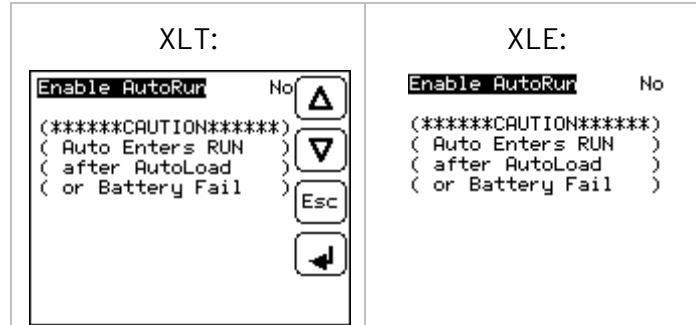 XLT:
Enable AutoRun No
(******CAUTION******)
( Auto Enters RUN )
( after AutoLoad )
( or Battery Fail )
Esc
XLE:
Enable AutoRun No
(******CAUTION******)
( Auto Enters RUN )
( after AutoLoad )
( or Battery Fail )